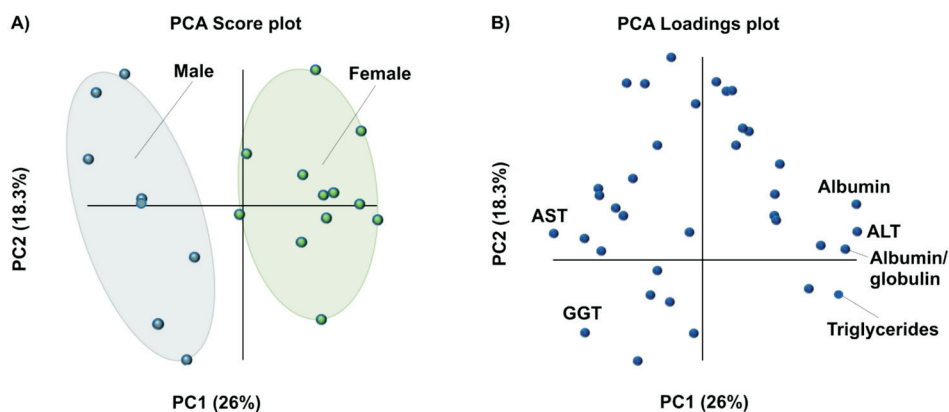 A)
PCA Score plot
Male
Female
PC2 (18.3%)
PC1 (26%)
B)
PCA Loadings plot
Albumin
AST
ALT
Albumin/
globulin
GGT
Triglycerides
PC2 (18.3%)
PC1 (26%)